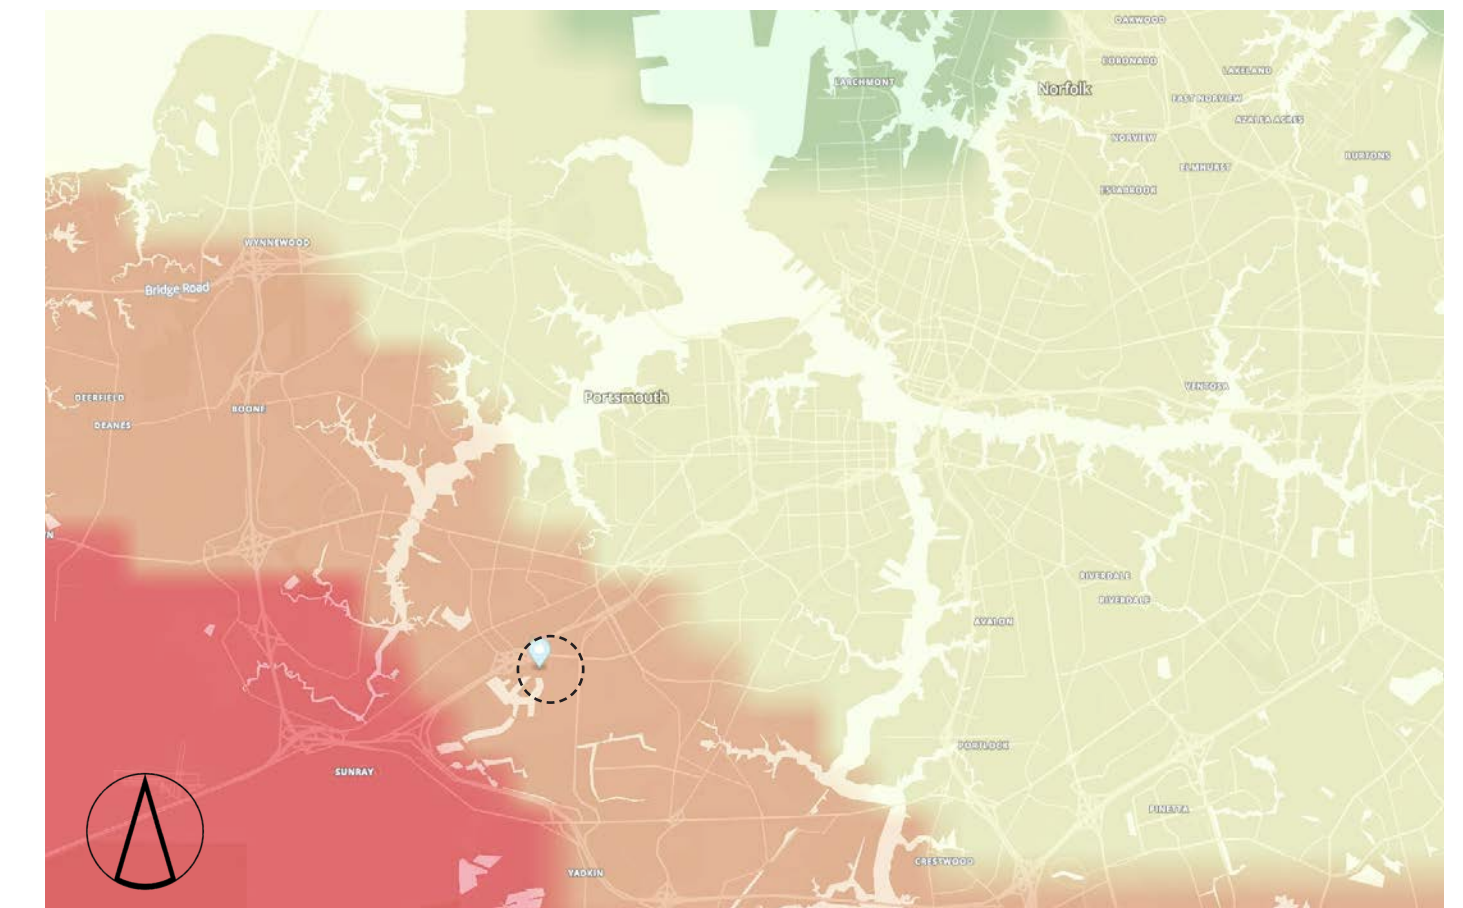 OAKWOOD
CORONADO
LAKELAND
LARCHMONT
Norfolk
EAST NORVIEW
AZALEA ACRES
NORVIEW
BURTONS
ELMHURST
ESTABROOK
WYNNEWOOD
Bridge Road
VENTOSA
DEERFIELD
Portsmouth
BOONE
DEANES
N
RIVERDALE
RIVERDALE
AVALON
PORTLOCK
SUNRAY
PINETTA
CRESTWOOD
YADKIN